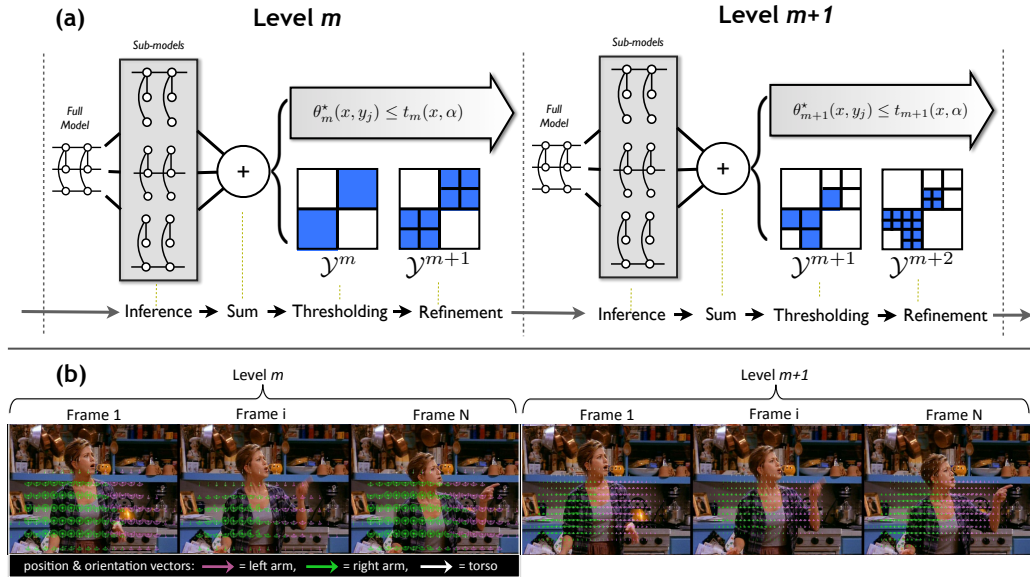 (a)
Level m
Level m+1
Sub-models
Full
Model
+
θ*ₘ(x, yⱼ) ≤ tₘ(x, α)
𝒴ᵐ
𝒴ᵐ⁺¹
Inference → Sum → Thresholding → Refinement
Sub-models
Full
Model
+
θ*ₘ₊₁(x, yⱼ) ≤ tₘ₊₁(x, α)
𝒴ᵐ⁺¹
𝒴ᵐ⁺²
Inference → Sum → Thresholding → Refinement
(b)
Level m
Level m+1
Frame 1
Frame i
Frame N
Frame 1
Frame i
Frame N
position & orientation vectors: = left arm, = right arm, = torso